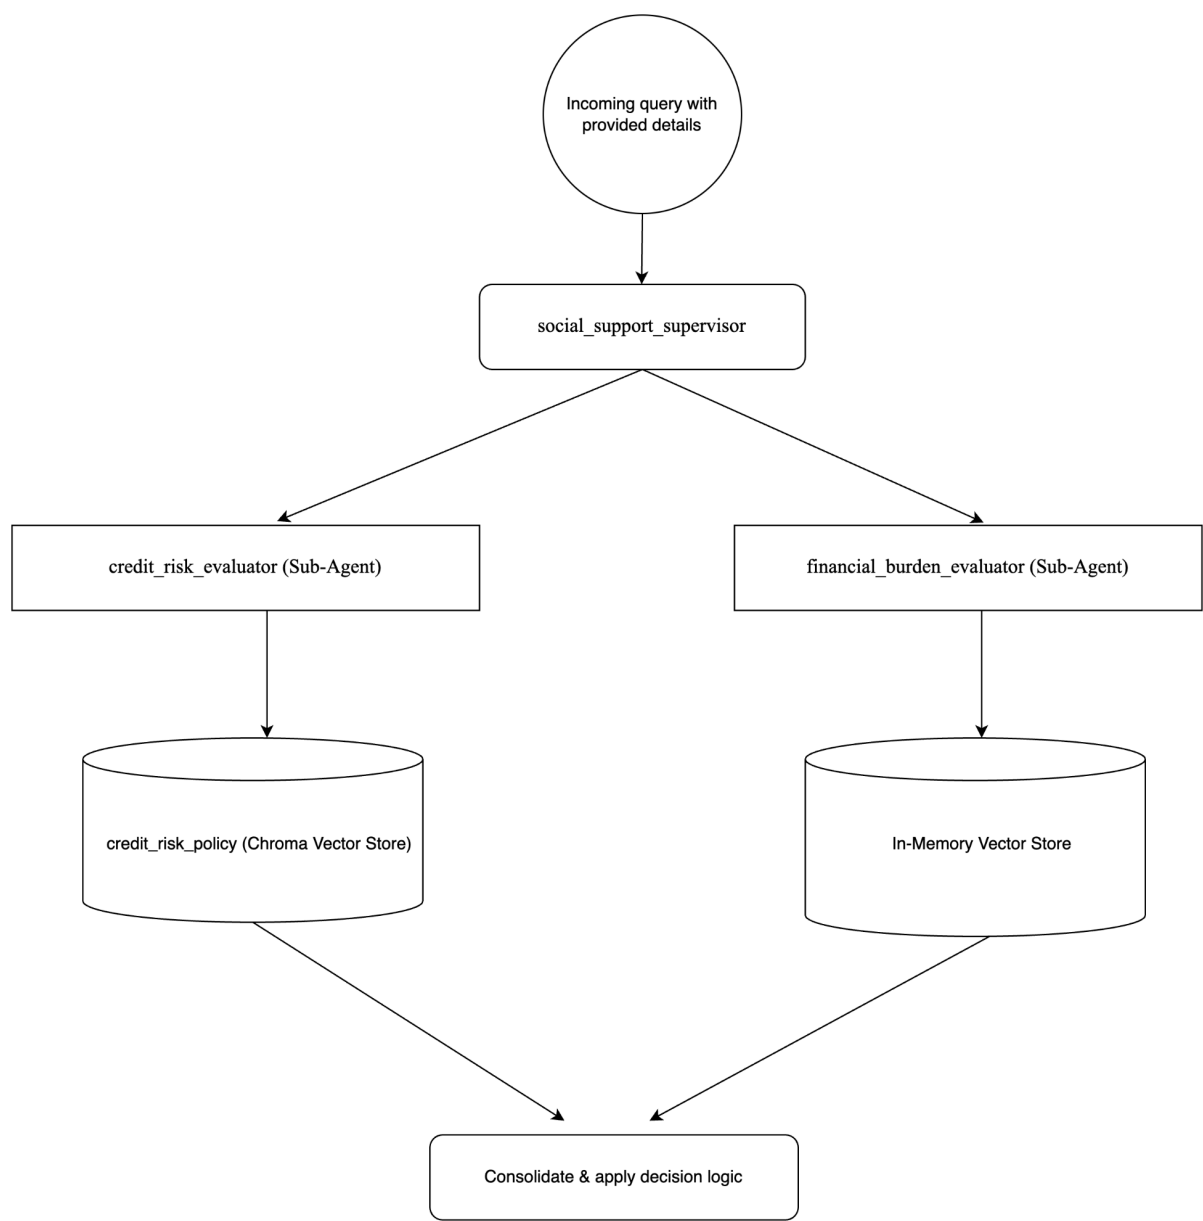 Incoming query with
provided details
social_support_supervisor
credit_risk_evaluator (Sub-Agent)
financial_burden_evaluator (Sub-Agent)
credit_risk_policy (Chroma Vector Store)
In-Memory Vector Store
Consolidate & apply decision logic